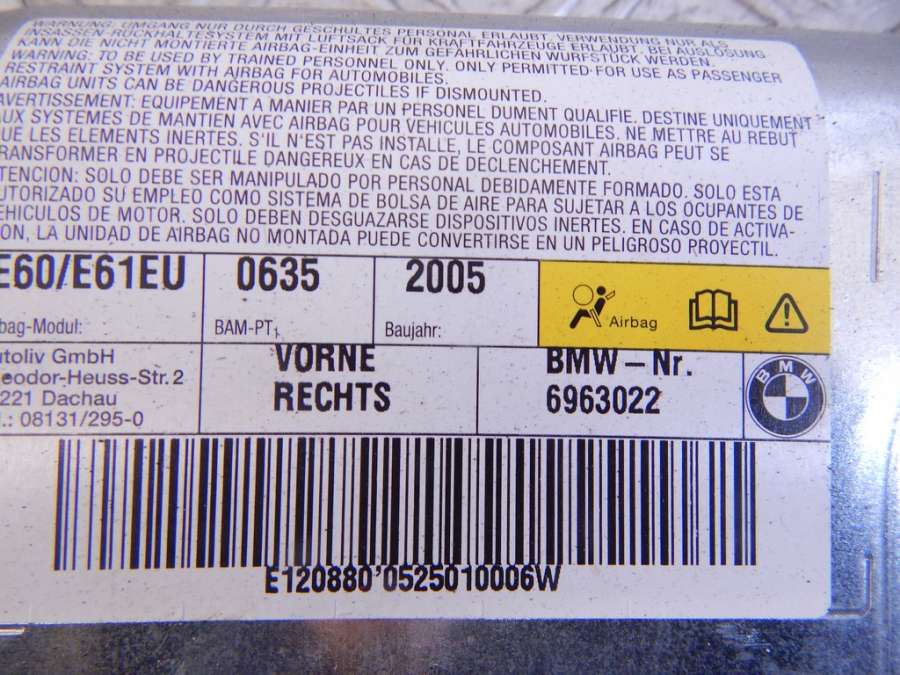 WARNUNG: UMGANG NUR DURCH GESCHULTES PERSONAL ERLAUBT. VERWENDUNG NUR ALS
INSASSEN-RÜCKHALTESYSTEM MIT LUFTSACK FÜR KRAFTFAHRZEUGE ERLAUBT. BEI AUSLÖSUNG
KANN DIE NICHT MONTIERTE AIRBAG-EINHEIT ZUM GEFÄHRLICHEN WURFSTÜCK WERDEN.
WARNING: TO BE USED BY TRAINED PERSONNEL ONLY. ONLY PERMITTED FOR USE AS PASSENGER
RESTRAINT SYSTEM WITH AIRBAG FOR AUTOMOBILES.
AIRBAG UNITS CAN BE DANGEROUS PROJECTILES IF DISMOUNTED.
AVERTISSEMENT: EQUIPEMENT A MANIER PAR UN PERSONEL DUMENT QUALIFIE. DESTINE UNIQUEMENT
AUX SYSTEMES DE MANTIEN AVEC AIRBAG POUR VEHICULES AUTOMOBILES. NE METTRE AU REBUT
QUE LES ELEMENTS INERTES. S'IL N'EST PAS INSTALLE, LE COMPOSANT AIRBAG PEUT SE
TRANSFORMER EN PROJECTILE DANGEREUX EN CAS DE DECLENCHEMENT.
ATENCION: SOLO DEBE SER MANIPULADO POR PERSONAL DEBIDAMENTE FORMADO. SOLO ESTA
UTORIZADO SU EMPLEO COMO SISTEMA DE BOLSA DE AIRE PARA SUJETAR A LOS OCUPANTES DE
VEHICULOS DE MOTOR. SOLO DEBEN DESGUAZARSE DISPOSITIVOS INERTES. EN CASO DE ACTIVA-
ON, LA UNIDAD DE AIRBAG NO MONTADA PUEDE CONVERTIRSE EN UN PELIGROSO PROYECTIL.
E60/E61EU 0635 2005
rbag-Modul: BAM-PT: Baujahr: Airbag
utoliv GmbH VORNE BMW-Nr. BMW
eodor-Heuss-Str.2 RECHTS 6963022
221 Dachau
l.: 08131/295-0
E120880'0525010006W